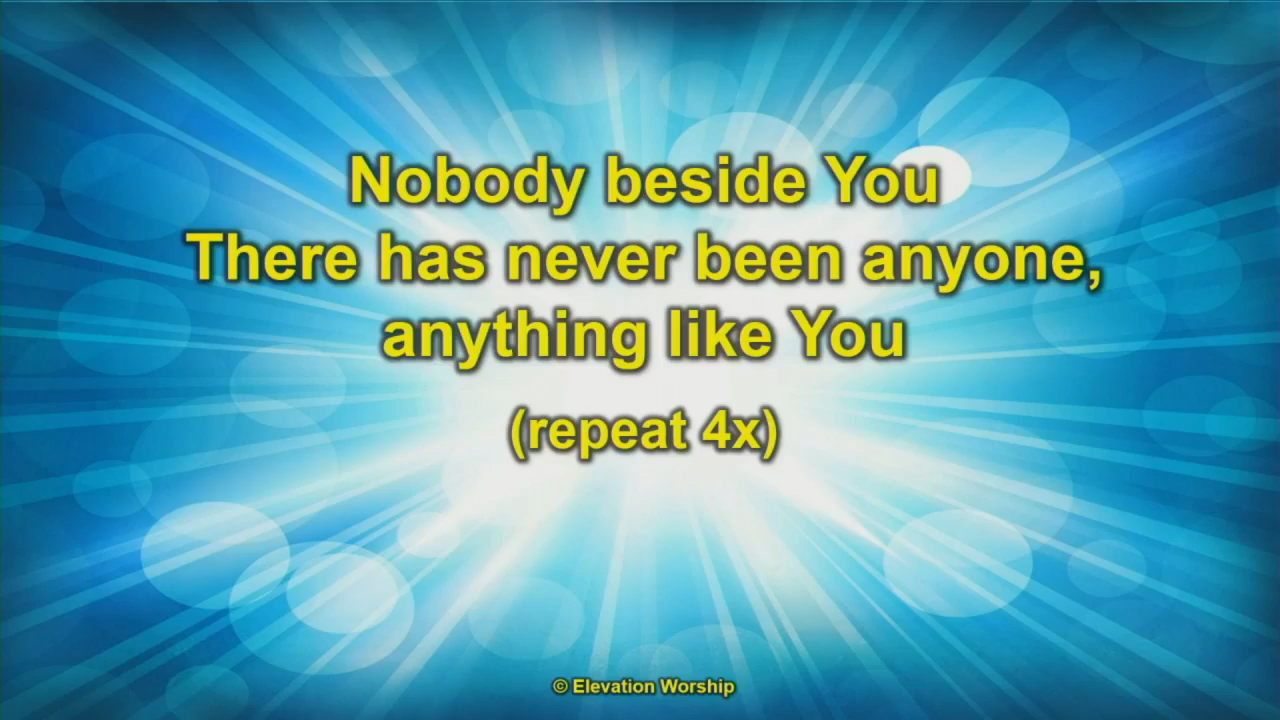 Nobody beside You
There has never been anyone,
anything like You
(repeat 4x)
© Elevation Worship